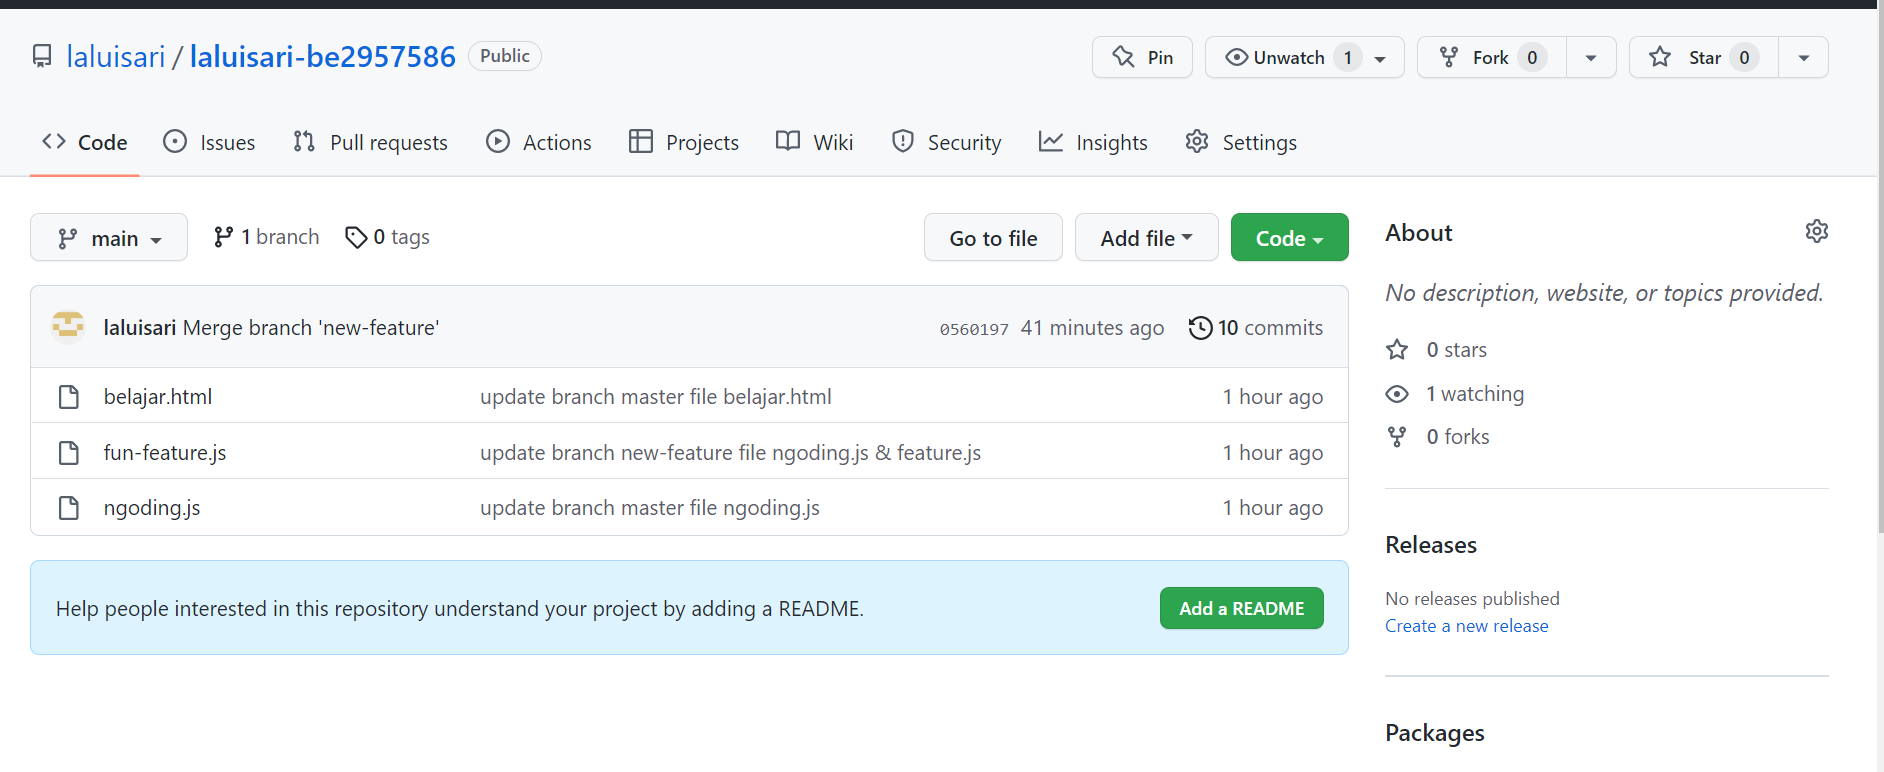 laluisari / laluisari-be2957586 Public Pin Unwatch 1 Fork 0 Star 0
Code Issues Pull requests Actions Projects Wiki Security Insights Settings
main 1 branch 0 tags Go to file Add file Code
laluisari Merge branch 'new-feature' 0560197 41 minutes ago 10 commits
belajar.html update branch master file belajar.html 1 hour ago
fun-feature.js update branch new-feature file ngoding.js & feature.js 1 hour ago
ngoding.js update branch master file ngoding.js 1 hour ago
Help people interested in this repository understand your project by adding a README. Add a README
About
No description, website, or topics provided.
0 stars
1 watching
0 forks
Releases
No releases published
Create a new release
Packages